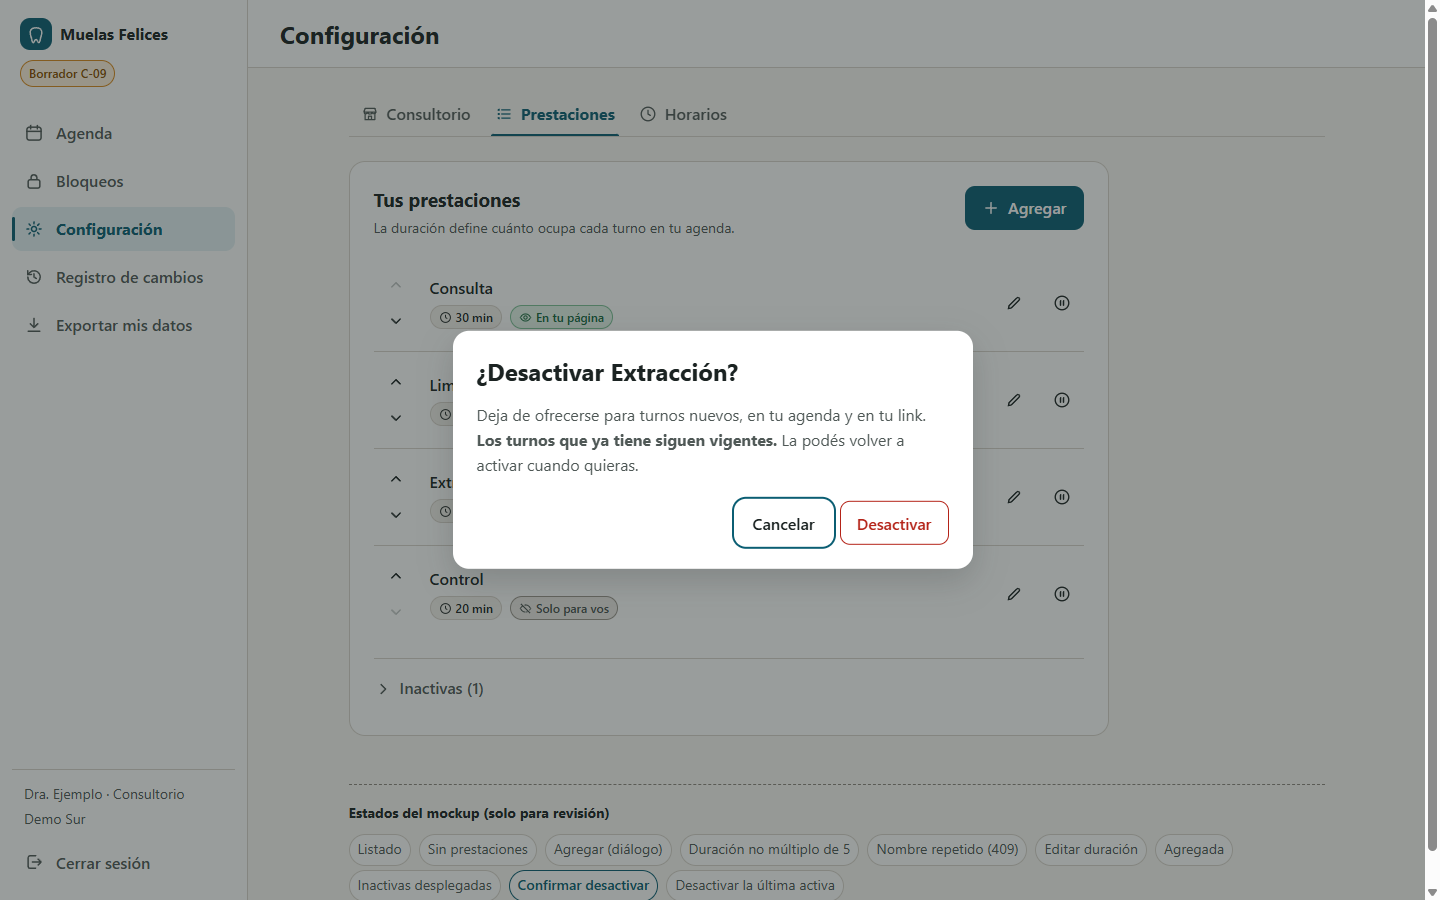 Muelas Felices
Borrador C-09
Agenda
Bloqueos
Configuración
Registro de cambios
Exportar mis datos
Dra. Ejemplo · Consultorio
Demo Sur
Cerrar sesión
Configuración
Consultorio
Prestaciones
Horarios
Tus prestaciones
La duración define cuánto ocupa cada turno en tu agenda.
Agregar
Consulta
30 min
En tu página
Lim
Ext
¿Desactivar Extracción?
Deja de ofrecerse para turnos nuevos, en tu agenda y en tu link.
Los turnos que ya tiene siguen vigentes. La podés volver a
activar cuando quieras.
Cancelar
Desactivar
Control
20 min
Solo para vos
Inactivas (1)
Estados del mockup (solo para revisión)
Listado
Sin prestaciones
Agregar (diálogo)
Duración no múltiplo de 5
Nombre repetido (409)
Editar duración
Agregada
Inactivas desplegadas
Confirmar desactivar
Desactivar la última activa